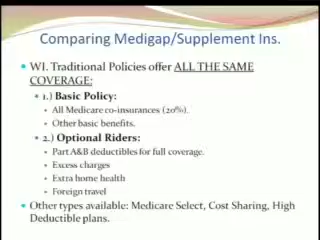 Comparing Medigap/Supplement Ins.
WI. Traditional Policies offer ALL THE SAME
COVERAGE:
1.) Basic Policy:
All Medicare co-insurances (20%).
Other basic benefits.
2.) Optional Riders:
Part A&B deductibles for full coverage.
Excess charges
Extra home health
Foreign travel
Other types available: Medicare Select, Cost Sharing, High
Deductible plans.